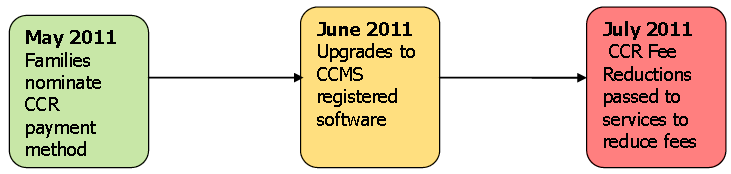 May 2011
Families
nominate
CCR
payment
method
June 2011
Upgrades to
CCMS
registered
software
July 2011
CCR Fee
Reductions
passed to
services to
reduce fees